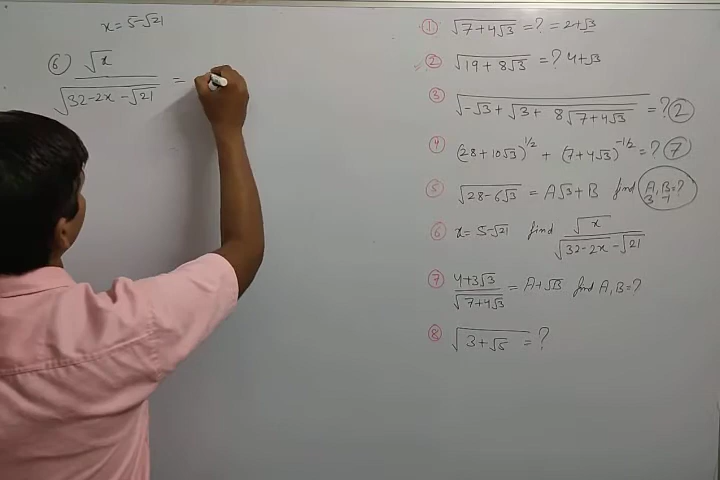 x = 5-√21
⑥ √x / √(32-2x-√21) =
① √(7+4√3) = ? = 2+√3
② √(19+8√3) = ? 4+√3
③ √(-√3+√(3+8√(7+4√3))) = ? ②
④ (28+10√3)^1/2 + (7+4√3)^-1/2 = ? ⑦
⑤ √(28-6√3) = A√3+B find A,B=?
3 -1
⑥ x = 5-√21 find √x / (√(32-2x) -√21)
⑦ (4+3√3) / √(7+4√3) = A+√B find A,B=?
⑧ √(3+√5) = ?